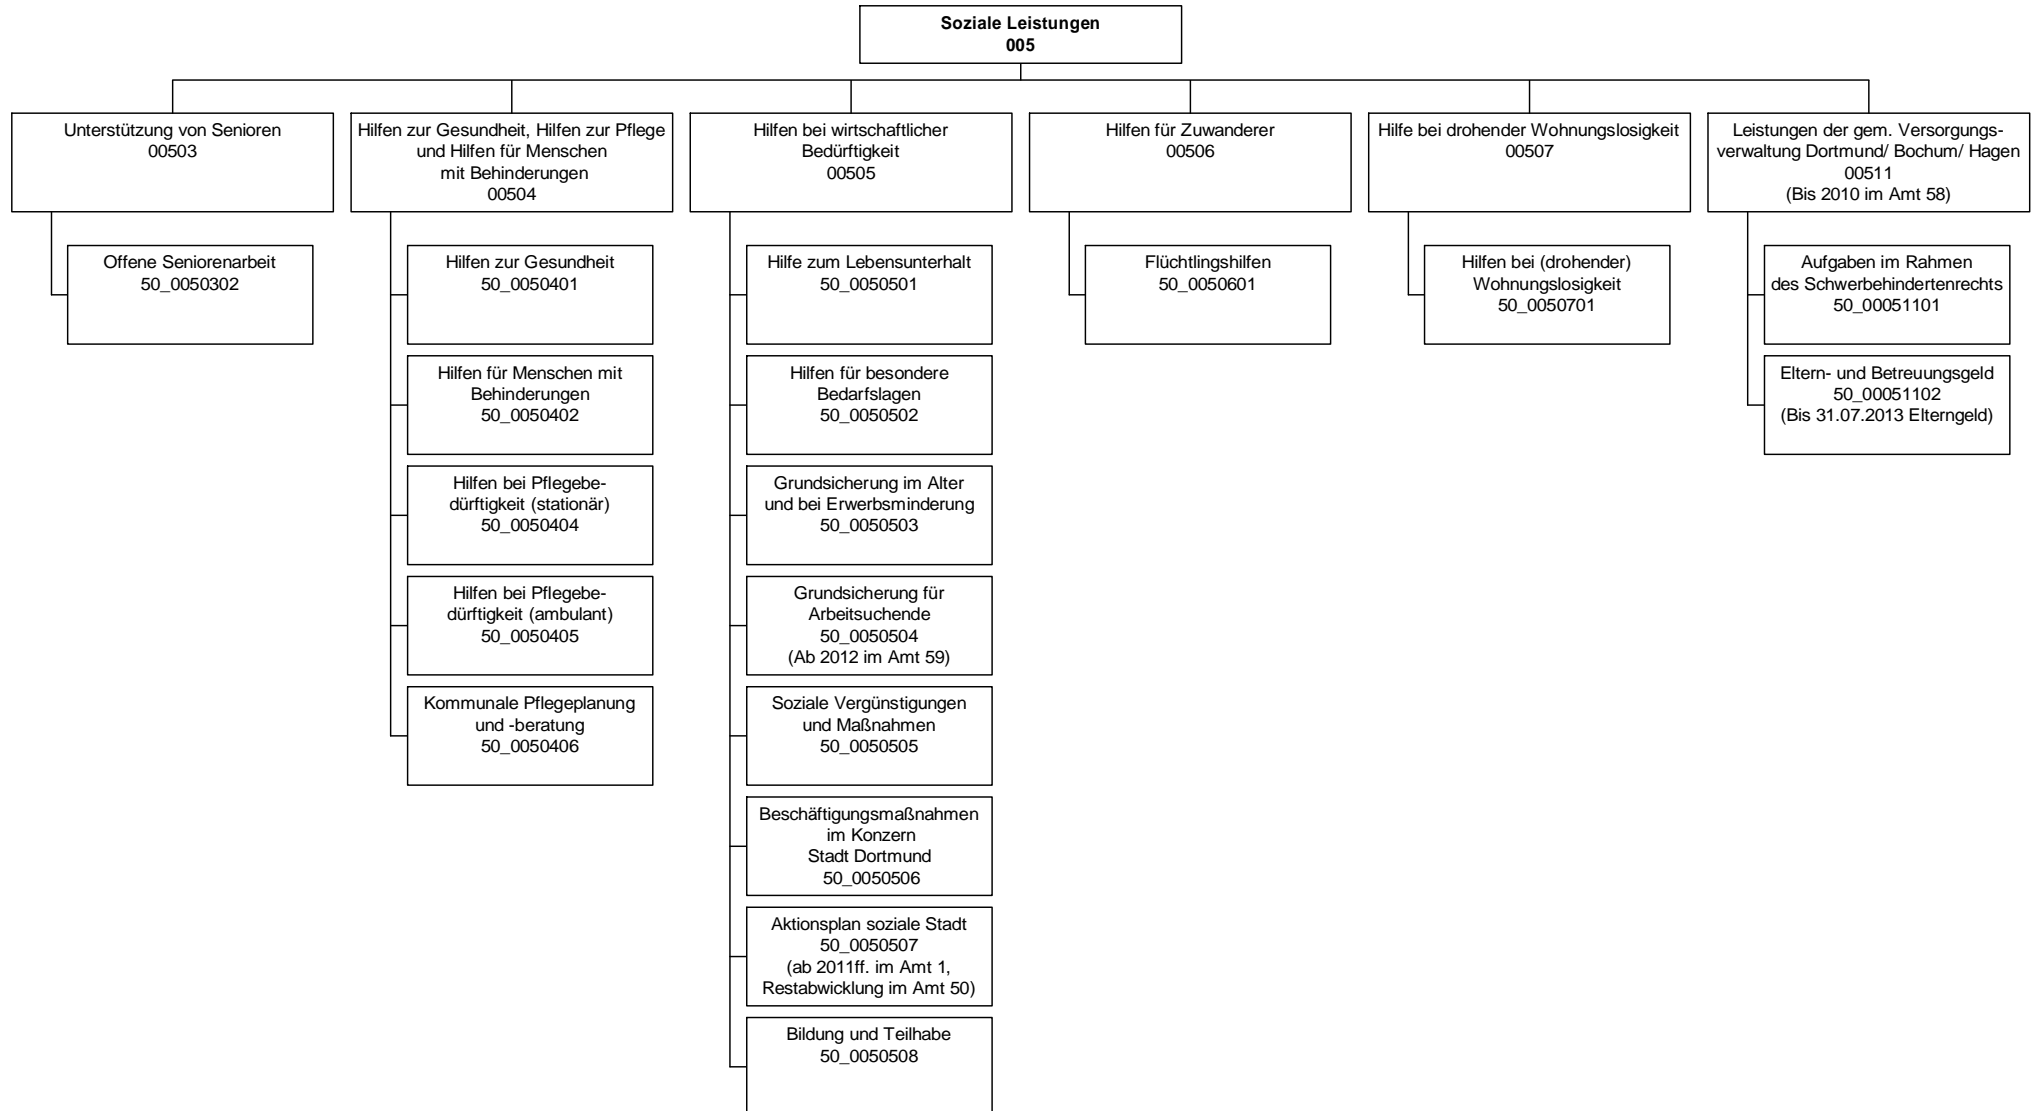 Soziale Leistungen
005
Unterstützung von Senioren
00503
Offene Seniorenarbeit
50_0050302
Hilfen zur Gesundheit, Hilfen zur Pflege
und Hilfen für Menschen
mit Behinderungen
00504
Hilfen zur Gesundheit
50_0050401
Hilfen für Menschen mit
Behinderungen
50_0050402
Hilfen bei Pflegebe-
dürftigkeit (stationär)
50_0050404
Hilfen bei Pflegebe-
dürftigkeit (ambulant)
50_0050405
Kommunale Pflegeplanung
und -beratung
50_0050406
Hilfen bei wirtschaftlicher
Bedürftigkeit
00505
Hilfe zum Lebensunterhalt
50_0050501
Hilfen für besondere
Bedarfslagen
50_0050502
Grundsicherung im Alter
und bei Erwerbsminderung
50_0050503
Grundsicherung für
Arbeitsuchende
50_0050504
(Ab 2012 im Amt 59)
Soziale Vergünstigungen
und Maßnahmen
50_0050505
Beschäftigungsmaßnahmen
im Konzern
Stadt Dortmund
50_0050506
Aktionsplan soziale Stadt
50_0050507
(ab 2011ff. im Amt 1,
Restabwicklung im Amt 50)
Bildung und Teilhabe
50_0050508
Hilfen für Zuwanderer
00506
Flüchtlingshilfen
50_0050601
Hilfe bei drohender Wohnungslosigkeit
00507
Hilfen bei (drohender)
Wohnungslosigkeit
50_0050701
Leistungen der gem. Versorgungs-
verwaltung Dortmund/ Bochum/ Hagen
00511
(Bis 2010 im Amt 58)
Aufgaben im Rahmen
des Schwerbehindertenrechts
50_00051101
Eltern- und Betreuungsgeld
50_00051102
(Bis 31.07.2013 Elterngeld)